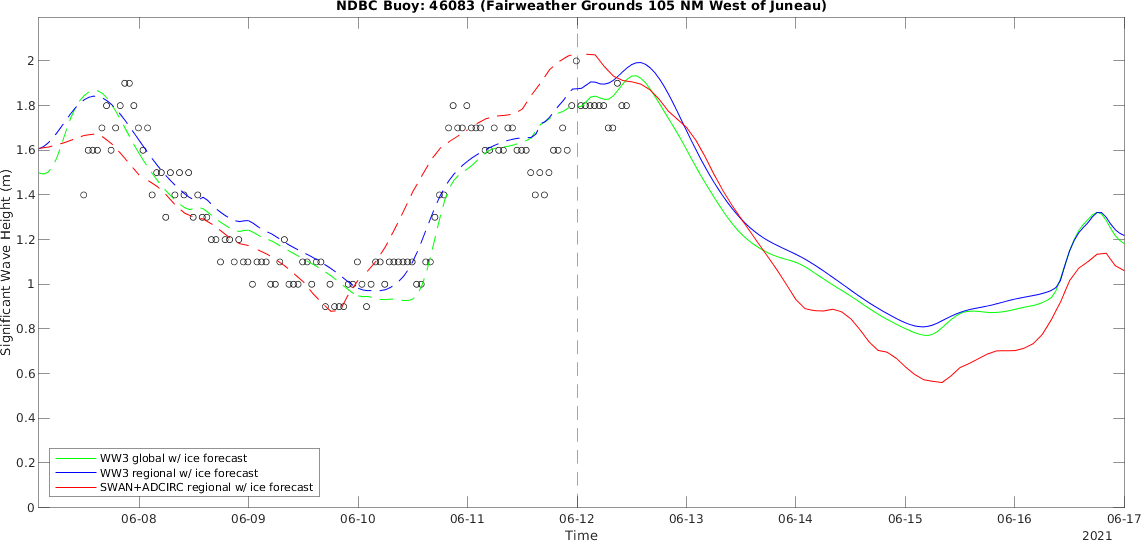 NDBC Buoy: 46083 (Fairweather Grounds 105 NM West of Juneau)
Significant Wave Height (m)
2
1.8
1.6
1.4
1.2
1
0.8
0.6
0.4
0.2
0
WW3 global w/ ice forecast
WW3 regional w/ ice forecast
SWAN+ADCIRC regional w/ ice forecast
06-08 06-09 06-10 06-11 06-12 06-13 06-14 06-15 06-16 06-17
Time
2021